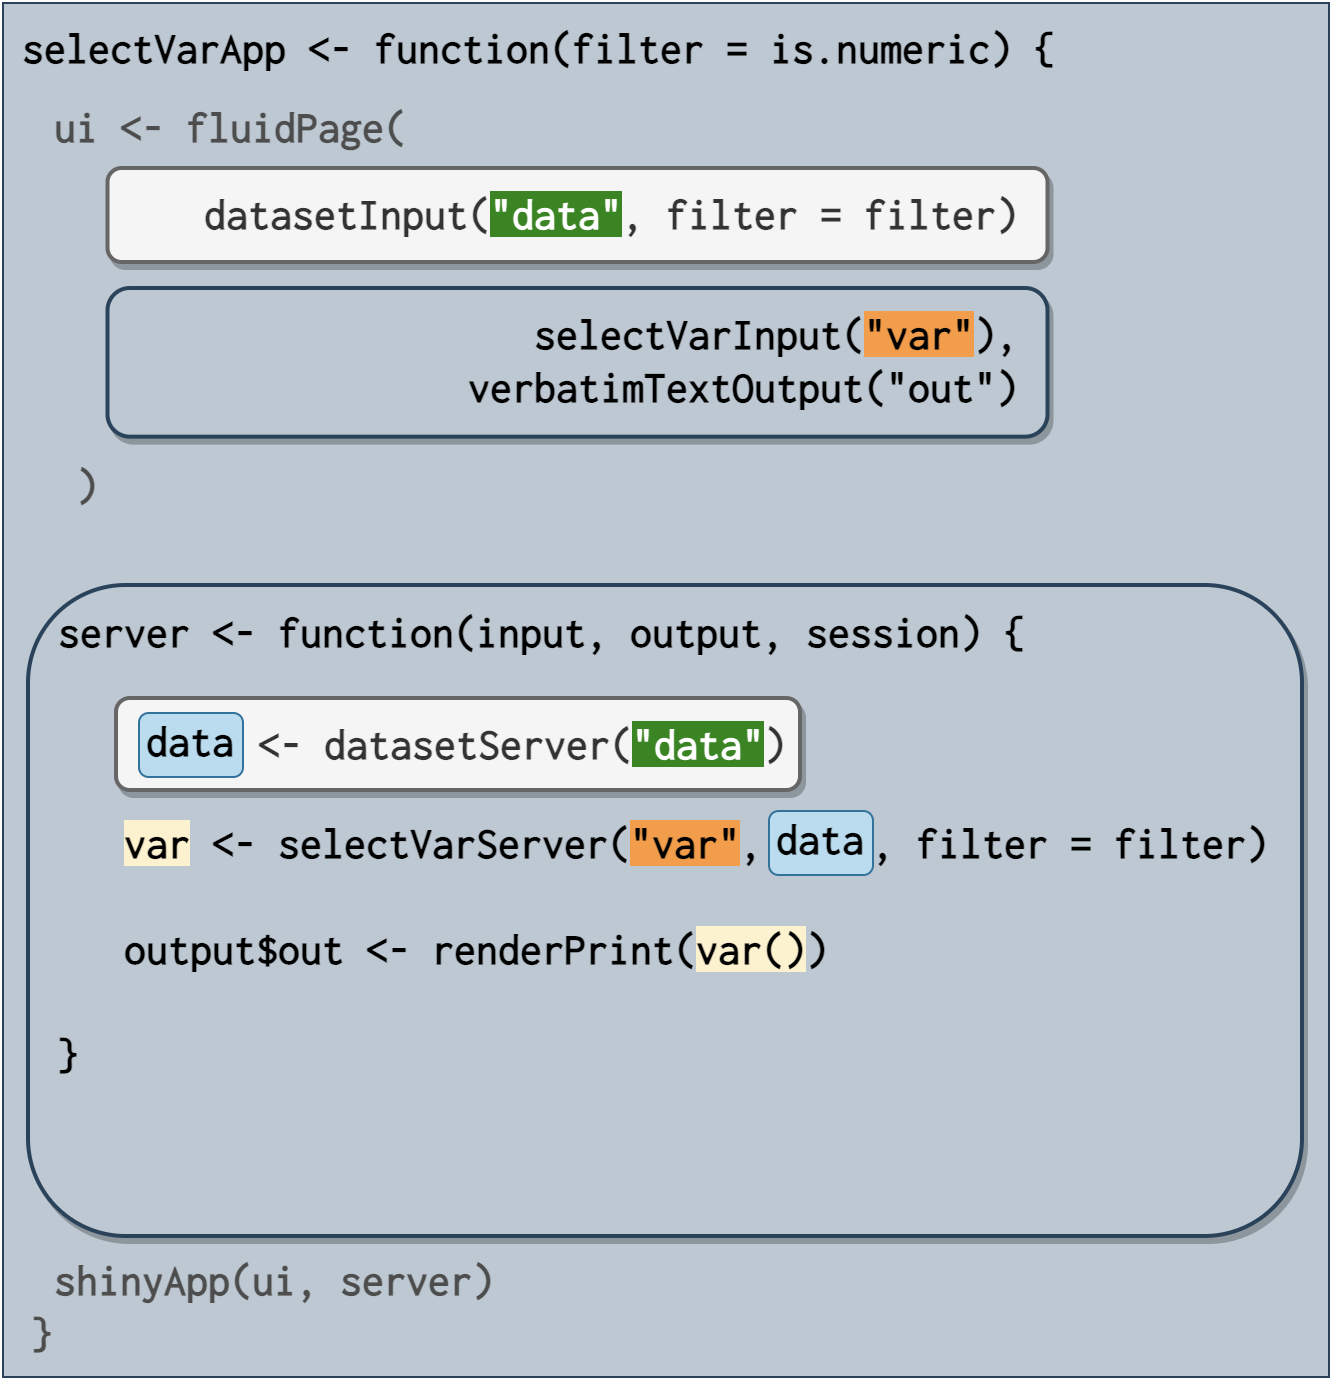 selectVarApp <- function(filter = is.numeric) {
ui <- fluidPage(
datasetInput("data", filter = filter)
selectVarInput("var"),
verbatimTextOutput("out")
)
server <- function(input, output, session) {
data <- datasetServer("data")
var <- selectVarServer("var", data, filter = filter)
output$out <- renderPrint(var())
}
shinyApp(ui, server)
}